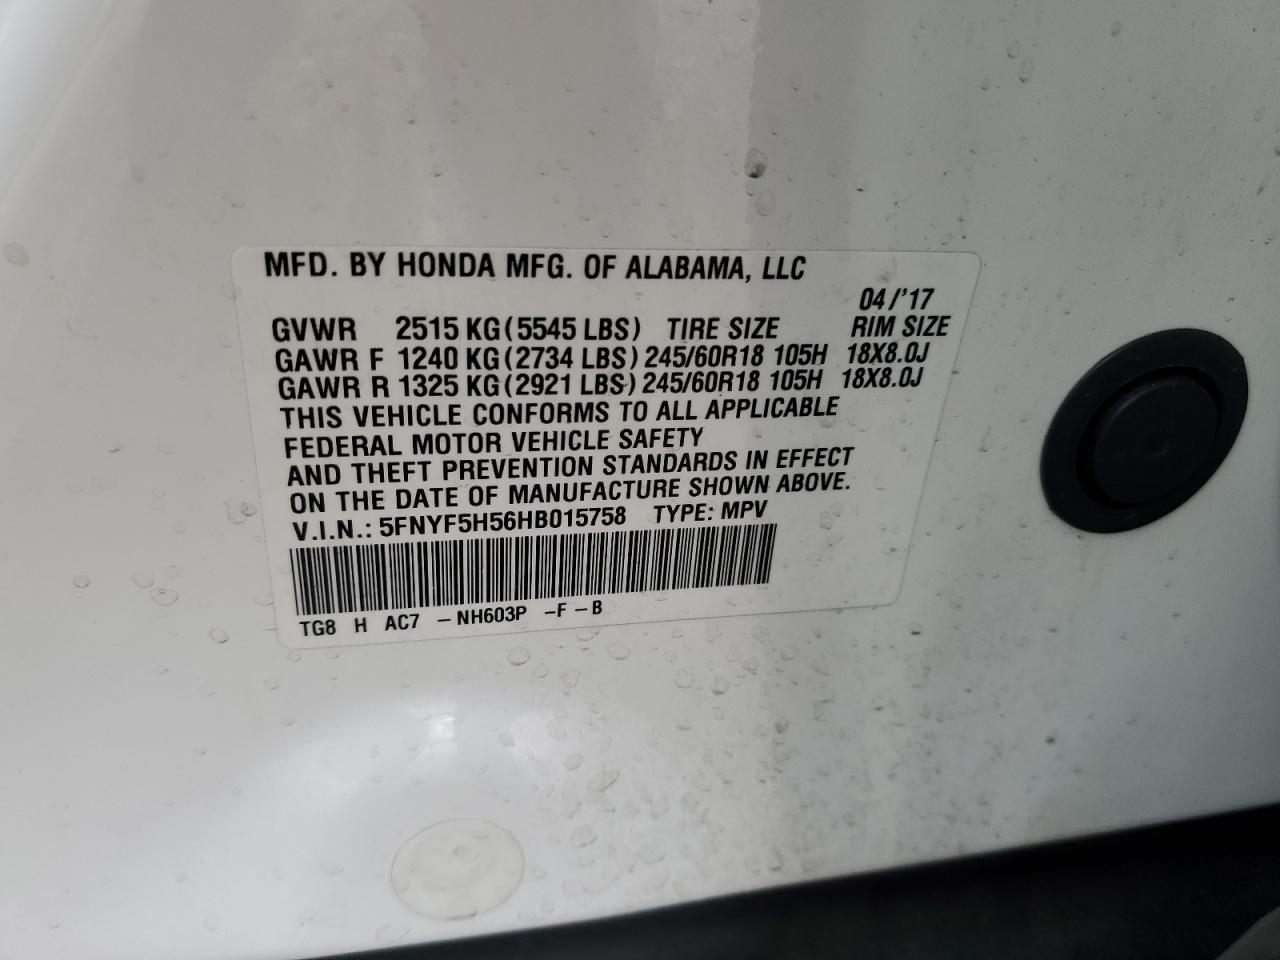 MFD. BY HONDA MFG. OF ALABAMA, LLC
04/'17
GVWR 2515 KG(5545 LBS) TIRE SIZE RIM SIZE
GAWR F 1240 KG(2734 LBS) 245/60R18 105H 18X8.0J
GAWR R 1325 KG(2921 LBS) 245/60R18 105H 18X8.0J
THIS VEHICLE CONFORMS TO ALL APPLICABLE
FEDERAL MOTOR VEHICLE SAFETY
AND THEFT PREVENTION STANDARDS IN EFFECT
ON THE DATE OF MANUFACTURE SHOWN ABOVE.
V.I.N.: 5FNYF5H56HB015758 TYPE: MPV
TG8 H AC7 -NH603P -F-B